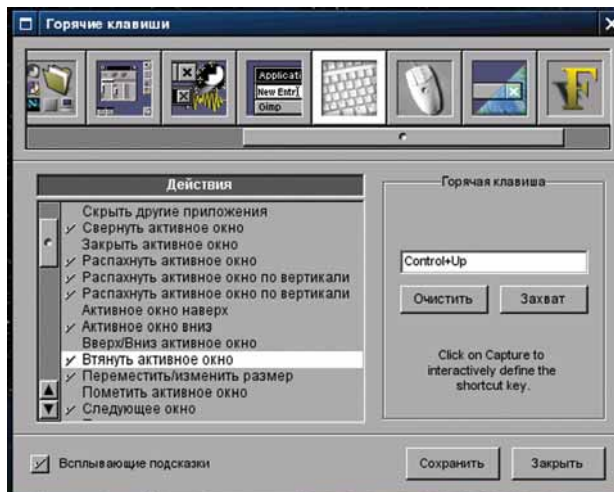 Горячие клавиши
Applicati
New Entr
Gimp
F
Действия
Скрыть другие приложения
Свернуть активное окно
Закрыть активное окно
Распахнуть активное окно
Распахнуть активное окно по вертикали
Распахнуть активное окно по вертикали
Активное окно наверх
Активное окно вниз
Вверх/Вниз активное окно
Втянуть активное окно
Переместить/изменить размер
Пометить активное окно
Следующее окно
Горячая клавиша
Control+Up
Очистить
Захват
Click on Capture to
interactively define the
shortcut key.
Всплывающие подсказки
Сохранить
Закрыть